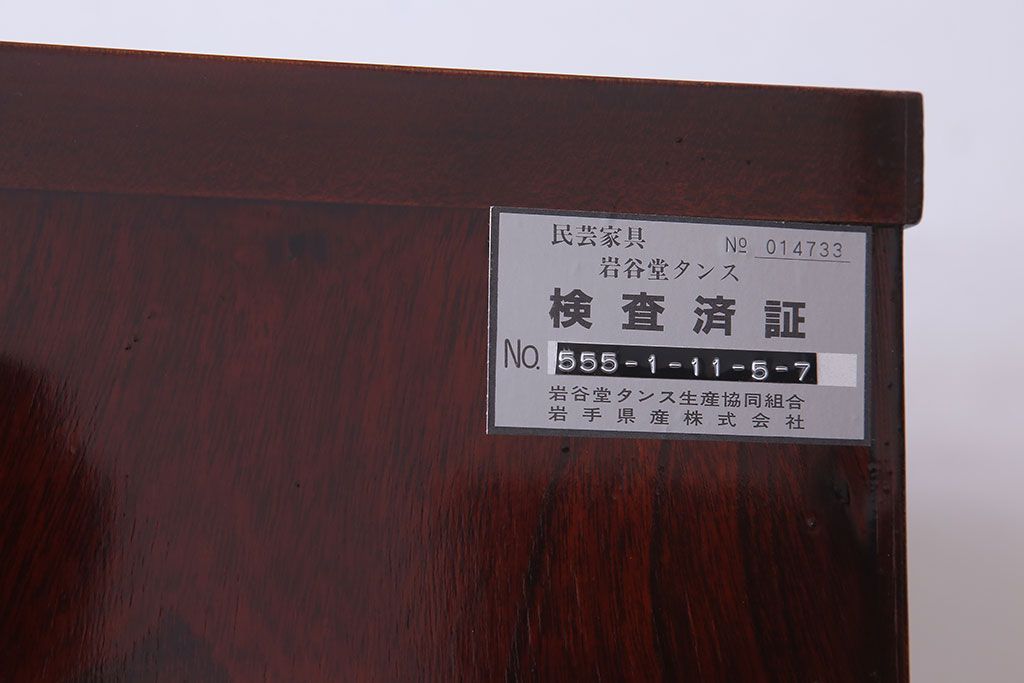 民芸家具 № 014733
岩谷堂タンス
検査済証
No. 555-1-11-5-7
岩谷堂タンス生産協同組合
岩手県産株式会社